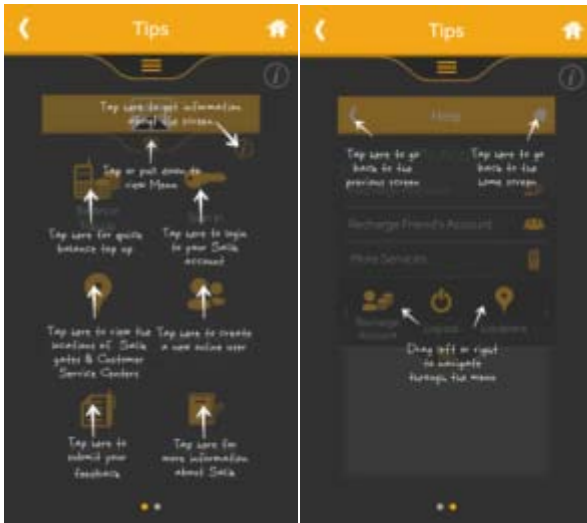 Tips
Tap here to get information
about the screen
Tap or pull down to
view Menu
Tap here for quick
balance top up
Tap here to login
to your Salik
account
Tap here to view the
locations of Salik
gates & Customer
Service Centers
Tap here to create
a new online user
Tap here to
submit your
feedback
Tap here for
more information
about Salik
Tips
Help
Tap here to go
back to the
previous screen
Tap here to go
back to the
home screen
Recharge Friend's Account
More Services
Recharge
Account
Log out
Locations
Drag left or right
to navigate
through the menu